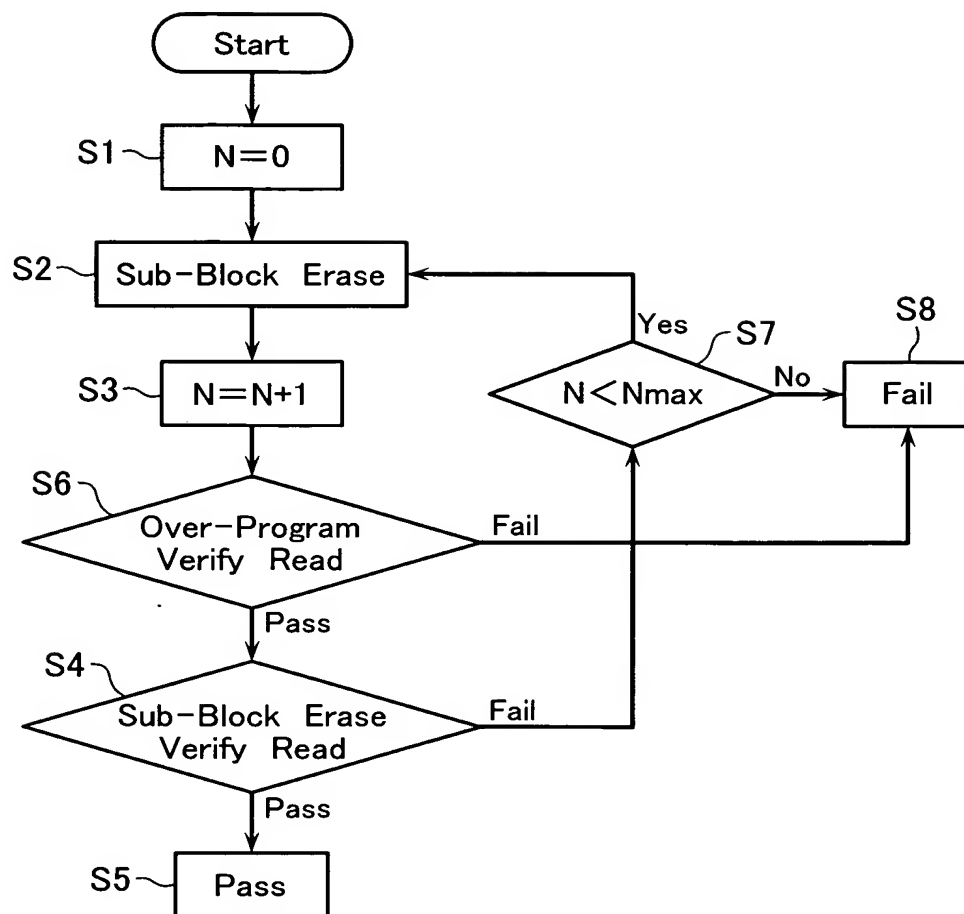 Start
S1
N=0
S2
Sub-Block Erase
Yes
S7
S8
S3
N=N+1
N<Nmax
No
Fail
S6
Over-Program
Verify Read
Fail
Pass
S4
Sub-Block Erase
Verify Read
Fail
Pass
S5
Pass